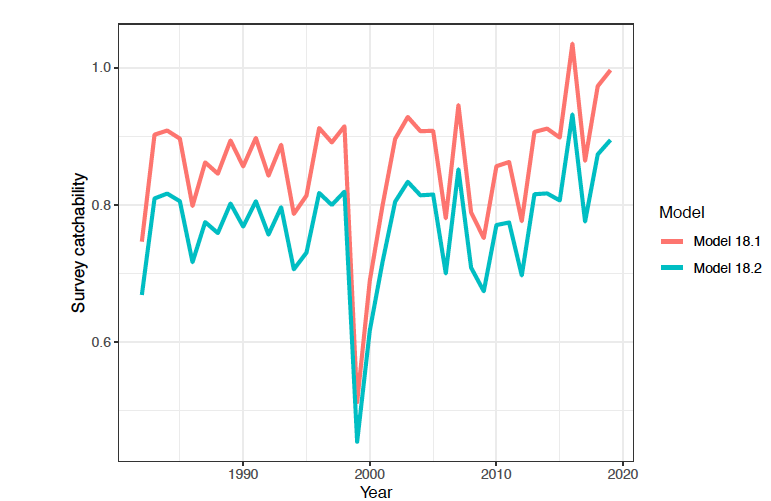 1.0
0.8
0.6
Survey catchability
1990
2000
2010
2020
Year
Model
Model 18.1
Model 18.2